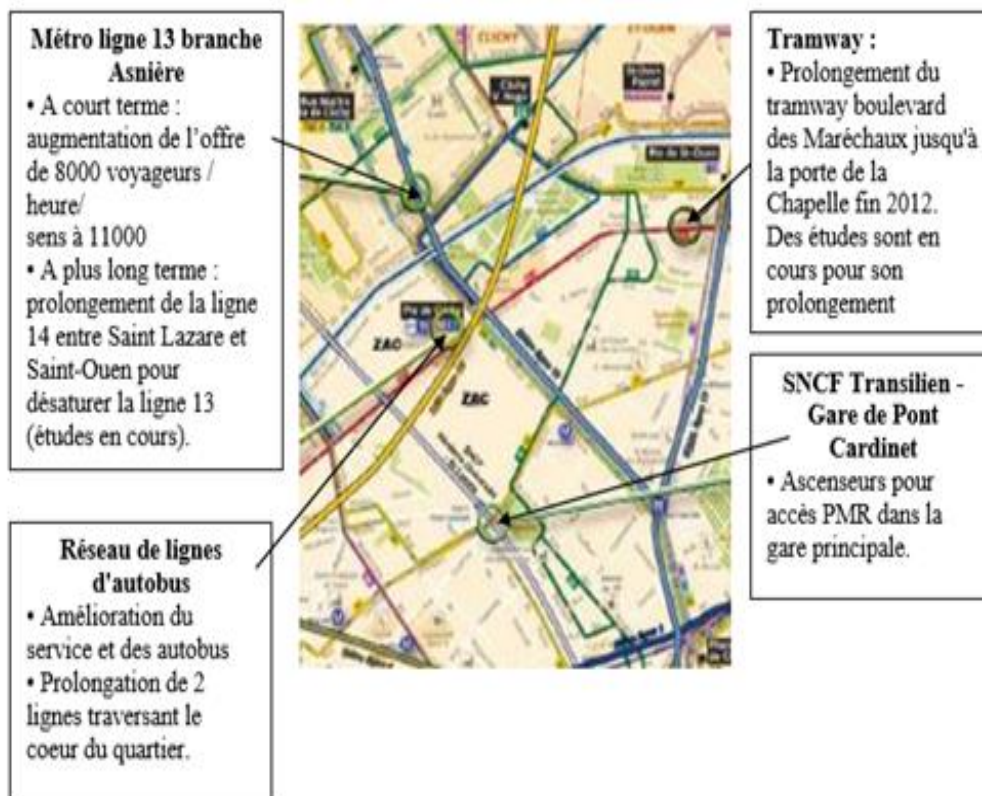 Métro ligne 13 branche
Asnière
• A court terme :
augmentation de l'offre
de 8000 voyageurs /
heure/
sens à 11000
• A plus long terme :
prolongement de la ligne
14 entre Saint Lazare et
Saint-Ouen pour
désaturer la ligne 13
(études en cours).
Réseau de lignes
d'autobus
• Amélioration du
service et des autobus
• Prolongation de 2
lignes traversant le
coeur du quartier.
CLICHY
ZAC
ZAC
SNCF
Tramway :
• Prolongement du
tramway boulevard
des Maréchaux jusqu'à
la porte de la
Chapelle fin 2012.
Des études sont en
cours pour son
prolongement
SNCF Transilien -
Gare de Pont
Cardinet
• Ascenseurs pour
accès PMR dans la
gare principale.